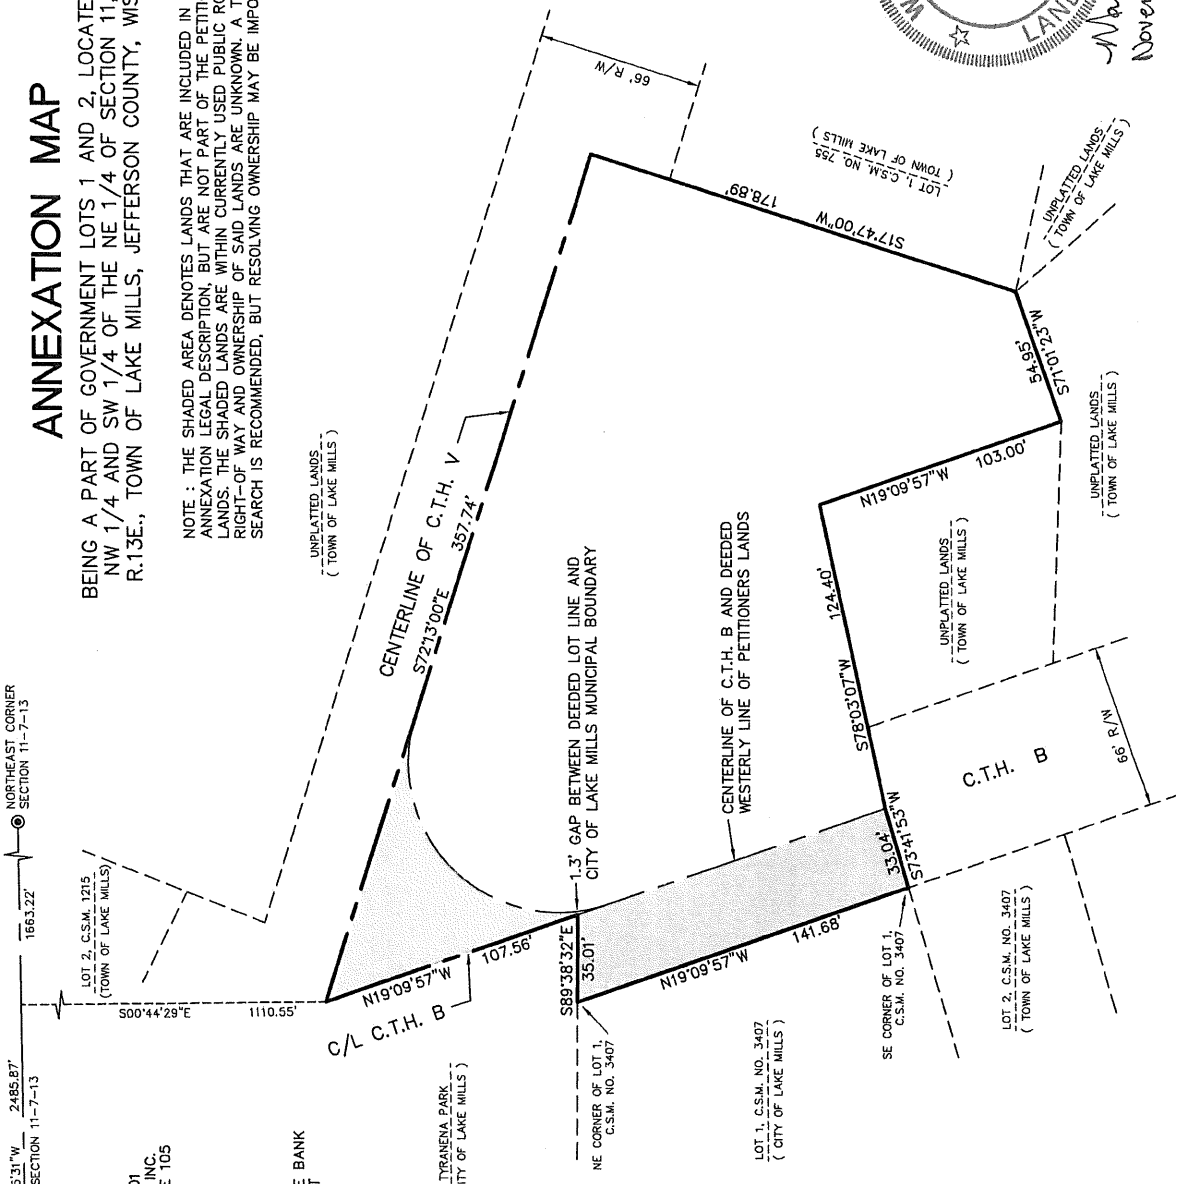 ANNEXATION MAP
BEING A PART OF GOVERNMENT LOTS 1 AND 2, LOCATE
NW 1/4 AND SW 1/4 OF THE NE 1/4 OF SECTION 11,
R.13E., TOWN OF LAKE MILLS, JEFFERSON COUNTY, WIS
NOTE : THE SHADED AREA DENOTES LANDS THAT ARE INCLUDED IN
ANNEXATION LEGAL DESCRIPTION, BUT ARE NOT PART OF THE PETITI
LANDS. THE SHADED LANDS ARE WITHIN CURRENTLY USED PUBLIC RO
RIGHT-OF WAY AND OWNERSHIP OF SAID LANDS ARE UNKNOWN. A T
SEARCH IS RECOMMENDED, BUT RESOLVING OWNERSHIP MAY BE IMPO
LAND
Nove
NORTHEAST CORNER
SECTION 11-7-13
1663.22'
2485.87'
SECTION 11-7-13
LOT 2, C.S.M. 1215
(TOWN OF LAKE MILLS)
S00°44'29"E
1110.55'
66' R/W
UNPLATTED LANDS
( TOWN OF LAKE MILLS )
CENTERLINE OF C.T.H. V
S72°13'00"E
357.74'
LOT 1, C.S.M. NO. 755
( TOWN OF LAKE MILLS )
178.89'
S17°47'00"W
UNPLATTED LANDS
( TOWN OF LAKE MILLS )
54.95'
S71°01'23"W
UNPLATTED LANDS
( TOWN OF LAKE MILLS )
N19°09'57"W
103.00'
UNPLATTED LANDS
( TOWN OF LAKE MILLS )
124.40'
S78°03'07"W
C.T.H. B
66' R/W
CENTERLINE OF C.T.H. B AND DEEDED
WESTERLY LINE OF PETITIONERS LANDS
1.3' GAP BETWEEN DEEDED LOT LINE AND
CITY OF LAKE MILLS MUNICIPAL BOUNDARY
33.04'
S73°41'53"W
N19°09'57"W
141.68'
S89°38'32"E
35.01'
N19°09'57"W
107.56'
C/L C.T.H. B
TYRANENA PARK
ITY OF LAKE MILLS )
NE CORNER OF LOT 1,
C.S.M. NO. 3407
LOT 1, C.S.M. NO. 3407
( CITY OF LAKE MILLS )
SE CORNER OF LOT 1,
C.S.M. NO. 3407
LOT 2, C.S.M. NO. 3407
( TOWN OF LAKE MILLS )
01
INC.
E 105
E BANK